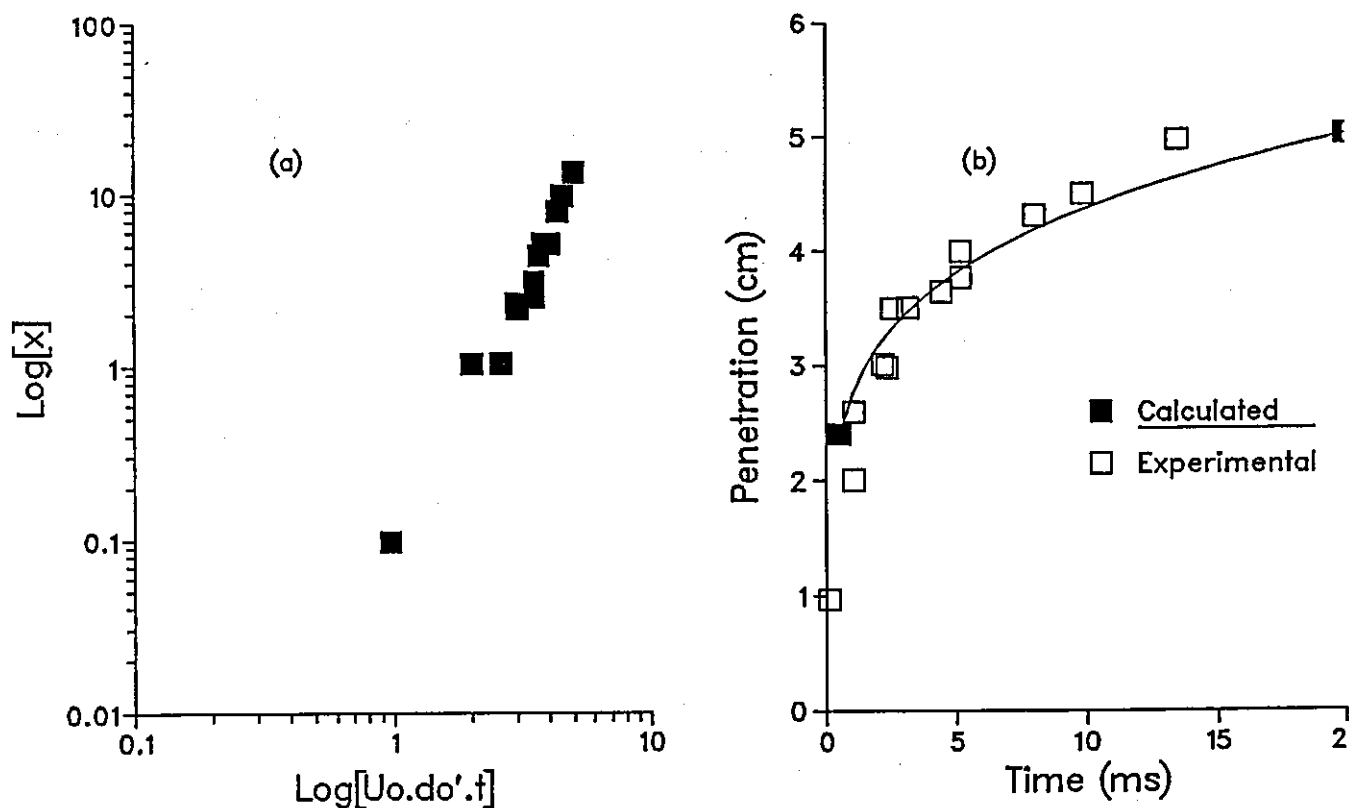 100
10
1
0.1
0.01
0.1
1
10
Log[x]
Log[Uo.do'.t]
(a)
6
5
4
3
2
1
0
0
5
10
15
2
Penetration (cm)
Time (ms)
(b)
Calculated
Experimental